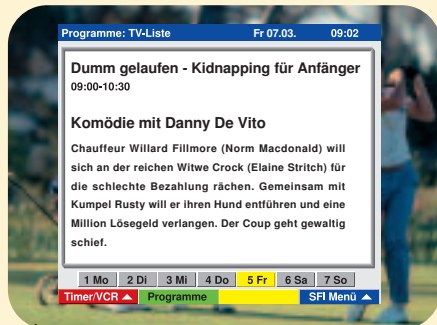 Programme: TV-Liste Fr 07.03. 09:02
Dumm gelaufen - Kidnapping für Anfänger
09:00-10:30
Komödie mit Danny De Vito
Chauffeur Willard Fillmore (Norm Macdonald) will
sich an der reichen Witwe Crock (Elaine Stritch) für
die schlechte Bezahlung rächen. Gemeinsam mit
Kumpel Rusty will er ihren Hund entführen und eine
Million Lösegeld verlangen. Der Coup geht gewaltig
schief.
1 Mo 2 Di 3 Mi 4 Do 5 Fr 6 Sa 7 So
Timer/VCR Programme SFI Menü